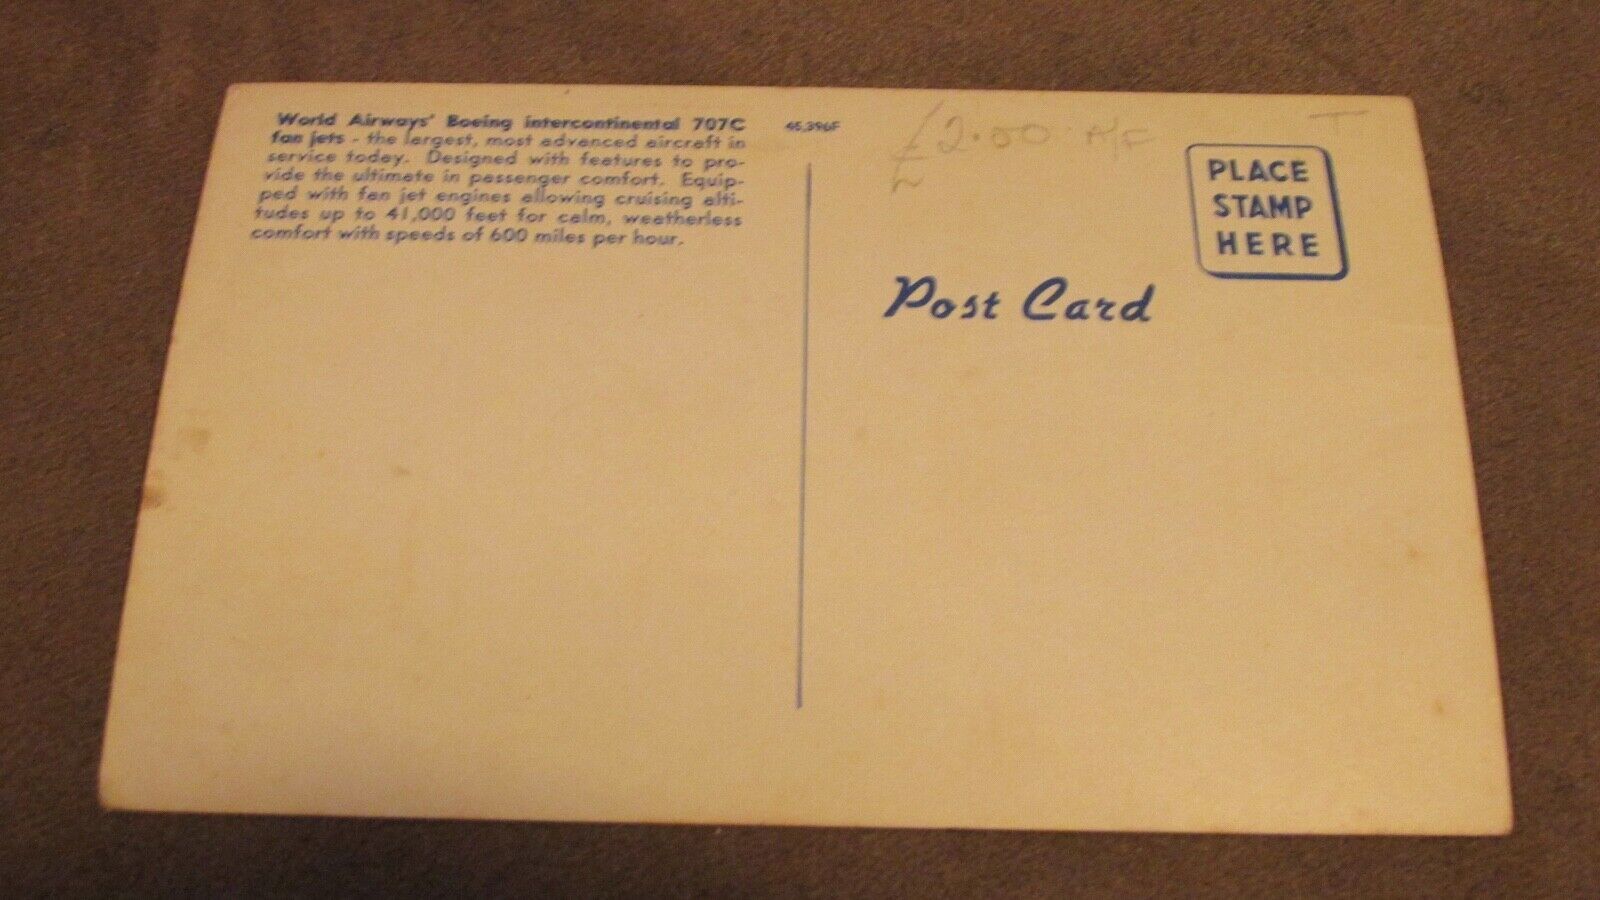 World Airways' Boeing intercontinental 707C
fan jets - the largest, most advanced aircraft in
service today. Designed with features to pro-
vide the ultimate in passenger comfort. Equip-
ped with fan jet engines allowing cruising alti-
tudes up to 41,000 feet for calm, weatherless
comfort with speeds of 600 miles per hour.
45,396F
£2.00 A/F
T
PLACE
STAMP
HERE
Post Card